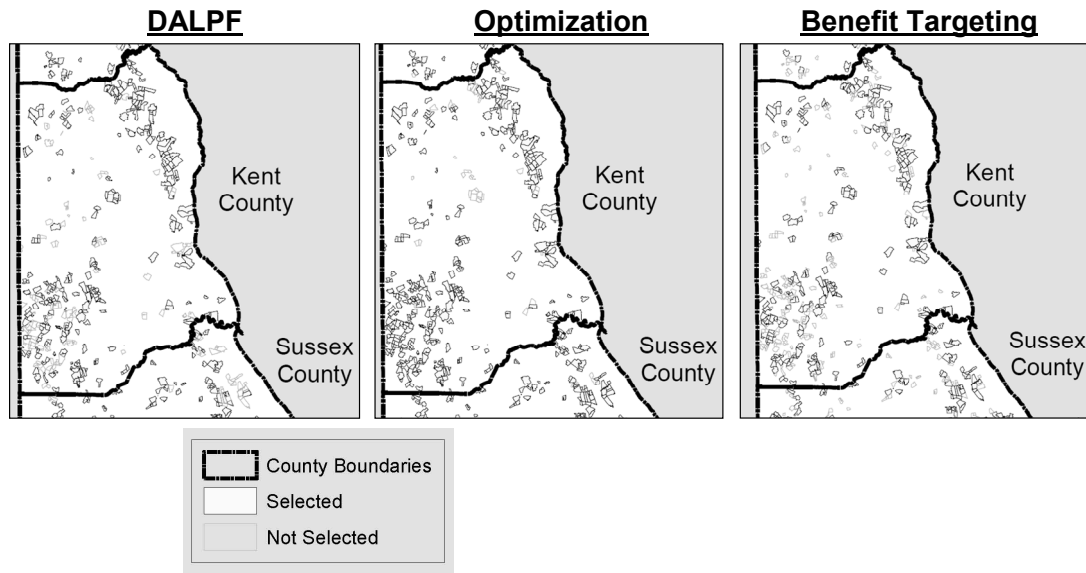 DALPF
Optimization
Benefit Targeting
Kent
County
Sussex
County
Kent
County
Sussex
County
Kent
County
Sussex
County
County Boundaries
Selected
Not Selected